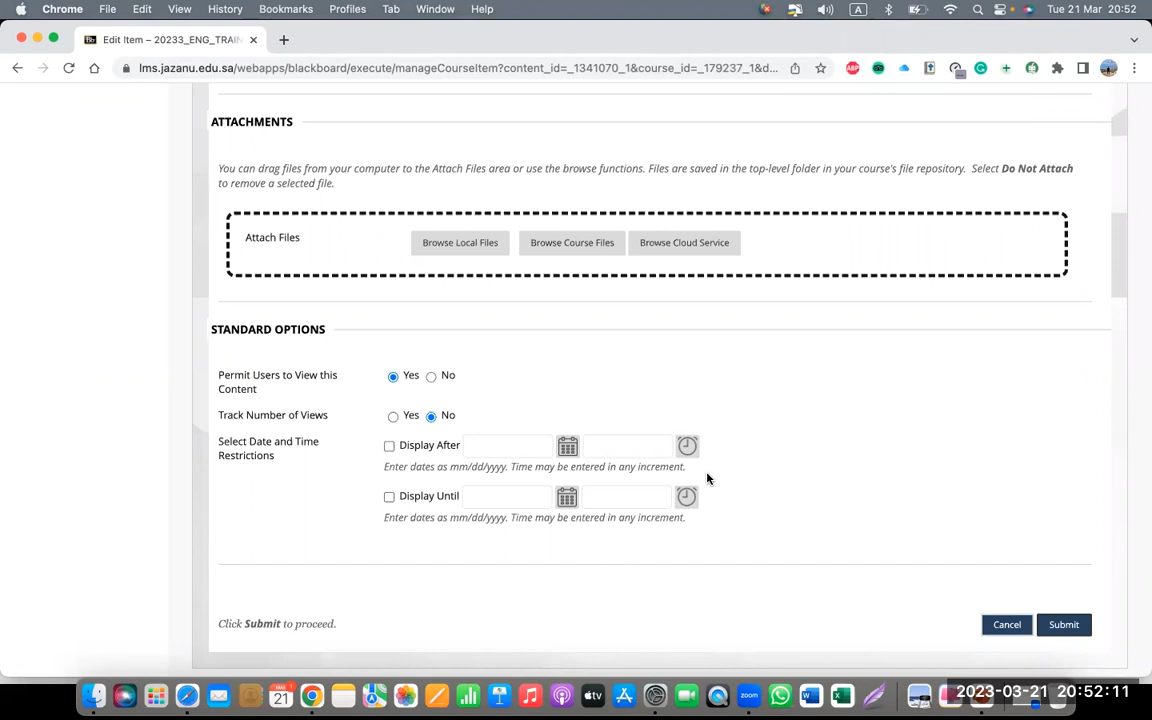 Chrome File Edit View History Bookmarks Profiles Tab Window Help A Tue 21 Mar 20:52
Edit Item – 20233_ENG_TRAIN
lms.jazanu.edu.sa/webapps/blackboard/execute/manageCourseItem?content_id=_1341070_1&course_id=_179237_1&d... ABP
ATTACHMENTS
You can drag files from your computer to the Attach Files area or use the browse functions. Files are saved in the top-level folder in your course's file repository. Select Do Not Attach
to remove a selected file.
Attach Files Browse Local Files Browse Course Files Browse Cloud Service
STANDARD OPTIONS
Permit Users to View this Yes No
Content
Track Number of Views Yes No
Select Date and Time Display After
Restrictions
Enter dates as mm/dd/yyyy. Time may be entered in any increment.
Display Until
Enter dates as mm/dd/yyyy. Time may be entered in any increment.
Click Submit to proceed. Cancel Submit
MAR 21 tv zoom W X 2023-03-21 20:52:11